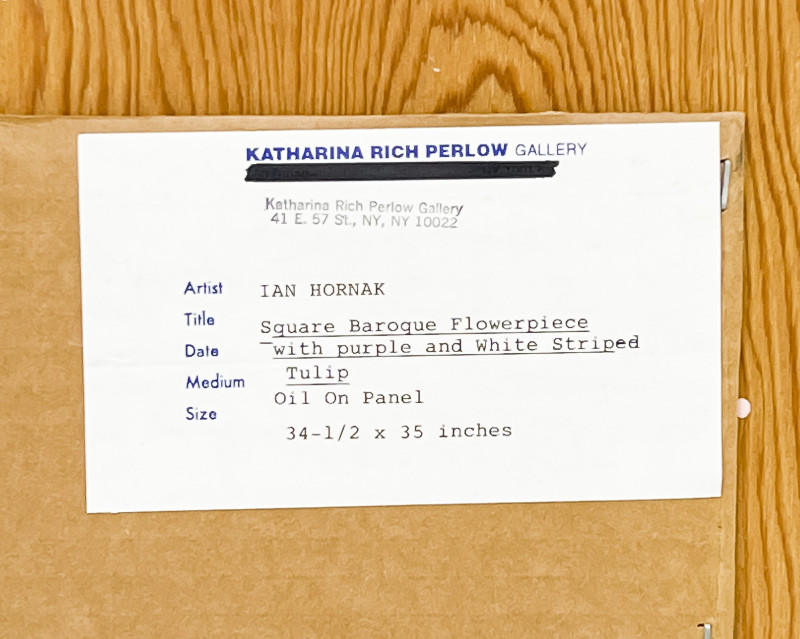 KATHARINA RICH PERLOW GALLERY
Katharina Rich Perlow Gallery
41 E. 57 St., NY, NY 10022
Artist IAN HORNAK
Title Square Baroque Flowerpiece
Date with purple and White Striped
Medium Tulip
Oil On Panel
Size
34-1/2 x 35 inches